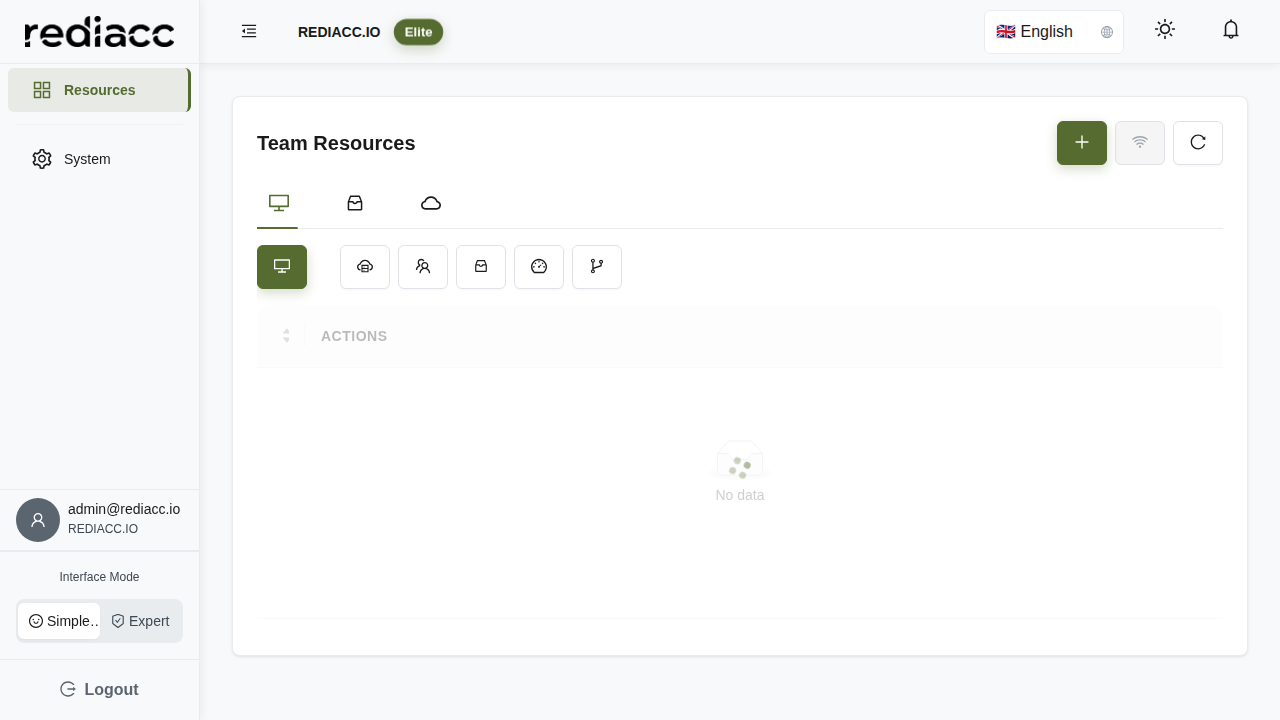 rediacc
REDIACC.IO
Elite
English
Resources
System
Team Resources
ACTIONS
No data
admin@rediacc.io
REDIACC.IO
Interface Mode
Simple…
Expert
Logout